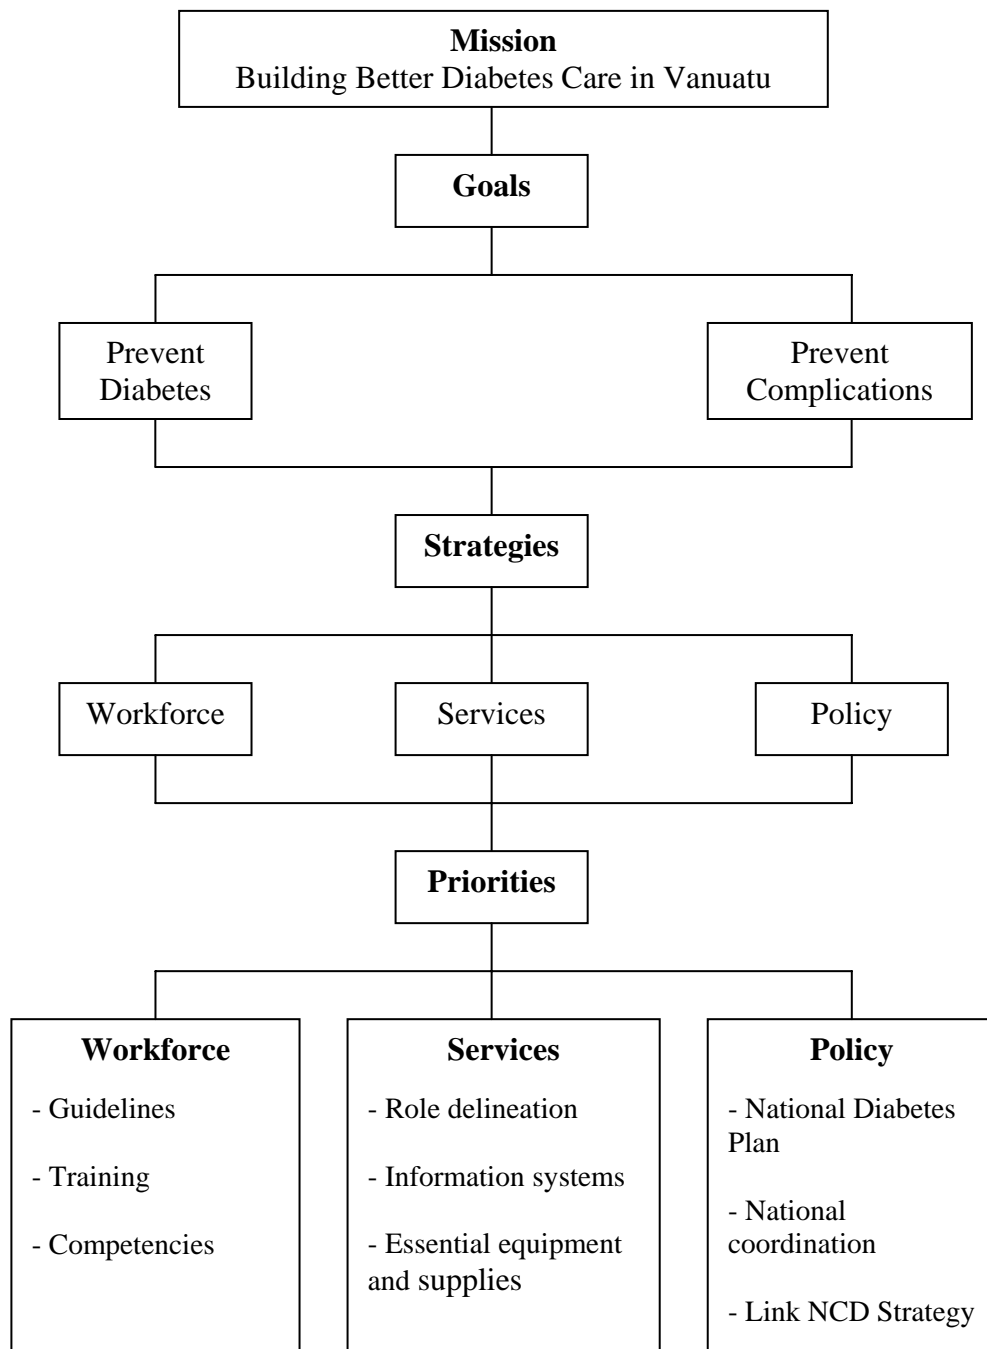 Mission
Building Better Diabetes Care in Vanuatu
Goals
Prevent
Diabetes
Prevent
Complications
Strategies
Workforce
Services
Policy
Priorities
Workforce
- Guidelines
- Training
- Competencies
Services
- Role delineation
- Information systems
- Essential equipment
and supplies
Policy
- National Diabetes
Plan
- National
coordination
- Link NCD Strategy